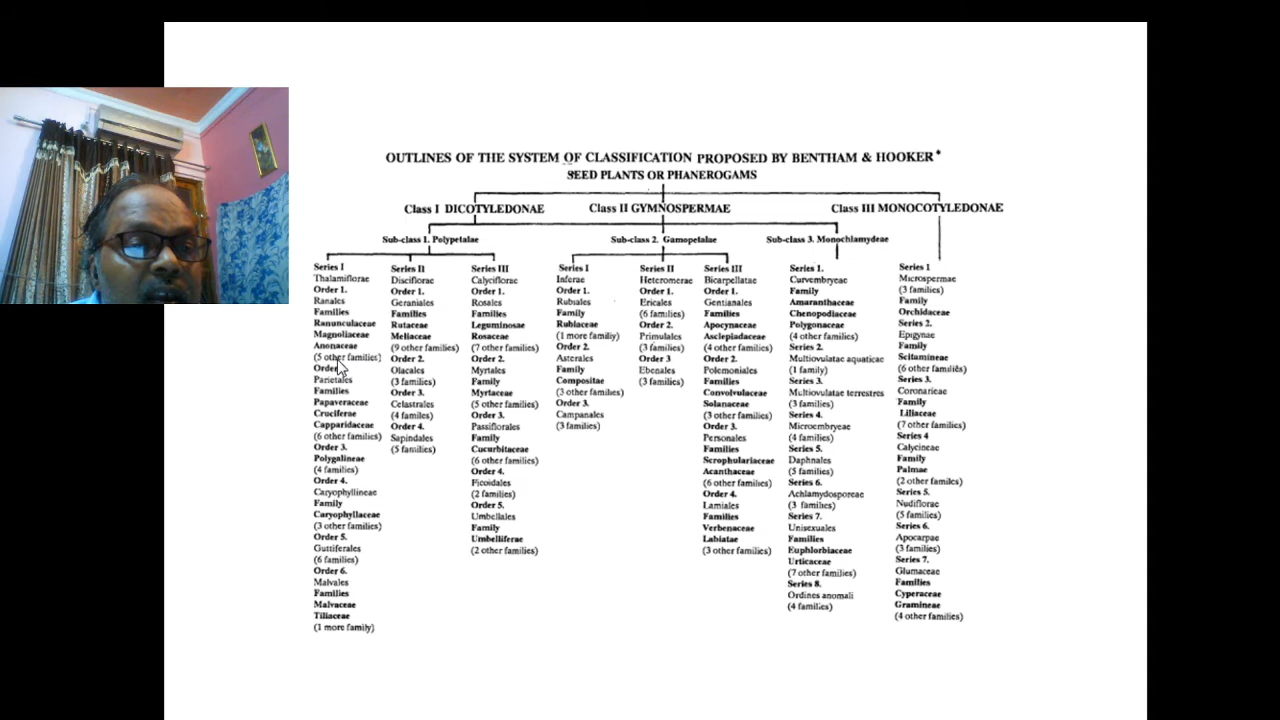 OUTLINES OF THE SYSTEM OF CLASSIFICATION PROPOSED BY BENTHAM & HOOKER*
SEED PLANTS OR PHANEROGAMS
Class I DICOTYLEDONAE
Class II GYMNOSPERMAE
Class III MONOCOTYLEDONAE
Sub-class 1. Polypetalae
Sub-class 2. Gamopetalae
Sub-class 3. Monochlamydeae
Series I
Thalamiflorae
Order 1.
Ranales
Families
Ranunculaceae
Magnoliaceae
Anonaceae
(5 other families)
Order
Parietales
Families
Papaveraceae
Cruciferae
Capparidaceae
(6 other families)
Order 3.
Polygalineae
(4 families)
Order 4.
Caryophyllineae
Family
Caryophyllaceae
(3 other families)
Order 5.
Guttiferales
(6 families)
Order 6.
Malvales
Families
Malvaceae
Tiliaceae
(1 more family)
Series II
Disciflorae
Order 1.
Geraniales
Families
Rutaceae
Meliaceae
(9 other families)
Order 2.
Olacales
(3 families)
Order 3.
Celastrales
(4 familes)
Order 4.
Sapindales
(5 families)
Series III
Calyciflorae
Order 1.
Rosales
Families
Leguminosae
Rosaceae
(7 other families)
Order 2.
Myrtales
Family
Myrtaceae
(5 other families)
Order 3.
Passiflorales
Family
Cucurbitaceae
(6 other families)
Order 4.
Ficoidales
(2 families)
Order 5.
Umbellales
Family
Umbelliferae
(2 other families)
Series I
Inferae
Order 1.
Rubiales
Family
Rubiaceae
(1 more familiy)
Order 2.
Asterales
Family
Compositae
(3 other families)
Order 3.
Campanales
(3 families)
Series II
Heteromerae
Order 1.
Ericales
(6 families)
Order 2.
Primulales
(3 families)
Order 3
Ebenales
(3 families)
Series III
Bicarpellatae
Order 1.
Gentianales
Families
Apocynaceae
Asclepiadaceae
(4 other families)
Order 2.
Polemoniales
Families
Convolvulaceae
Solanaceae
(3 other families)
Order 3.
Personales
Families
Scrophulariaceae
Acanthaceae
(6 other families)
Order 4.
Lamiales
Families
Verbenaceae
Labiatae
(3 other families)
Series 1.
Curvembryeae
Family
Amaranthaceae
Chenopodiaceae
Polygonaceae
(4 other families)
Series 2.
Multiovulatae aquaticae
(1 family)
Series 3.
Multiovulatae terrestres
(3 families)
Series 4.
Microembryeae
(4 families)
Series 5.
Daphnales
(5 families)
Series 6.
Achlamydosporeae
(3 families)
Series 7.
Unisexuales
Families
Euphlorbiaceae
Urticaceae
(7 other families)
Series 8.
Ordines anomali
(4 families)
Series 1
Microspermae
(3 families)
Family
Orchidaceae
Series 2.
Epigynae
Family
Scitamineae
(6 other families)
Series 3.
Coronarieae
Family
Liliaceae
(7 other families)
Series 4
Calycineae
Family
Palmae
(2 other familes)
Series 5.
Nudiflorae
(5 families)
Series 6.
Apocarpae
(3 families)
Series 7.
Glumaceae
Families
Cyperaceae
Gramineae
(4 other families)